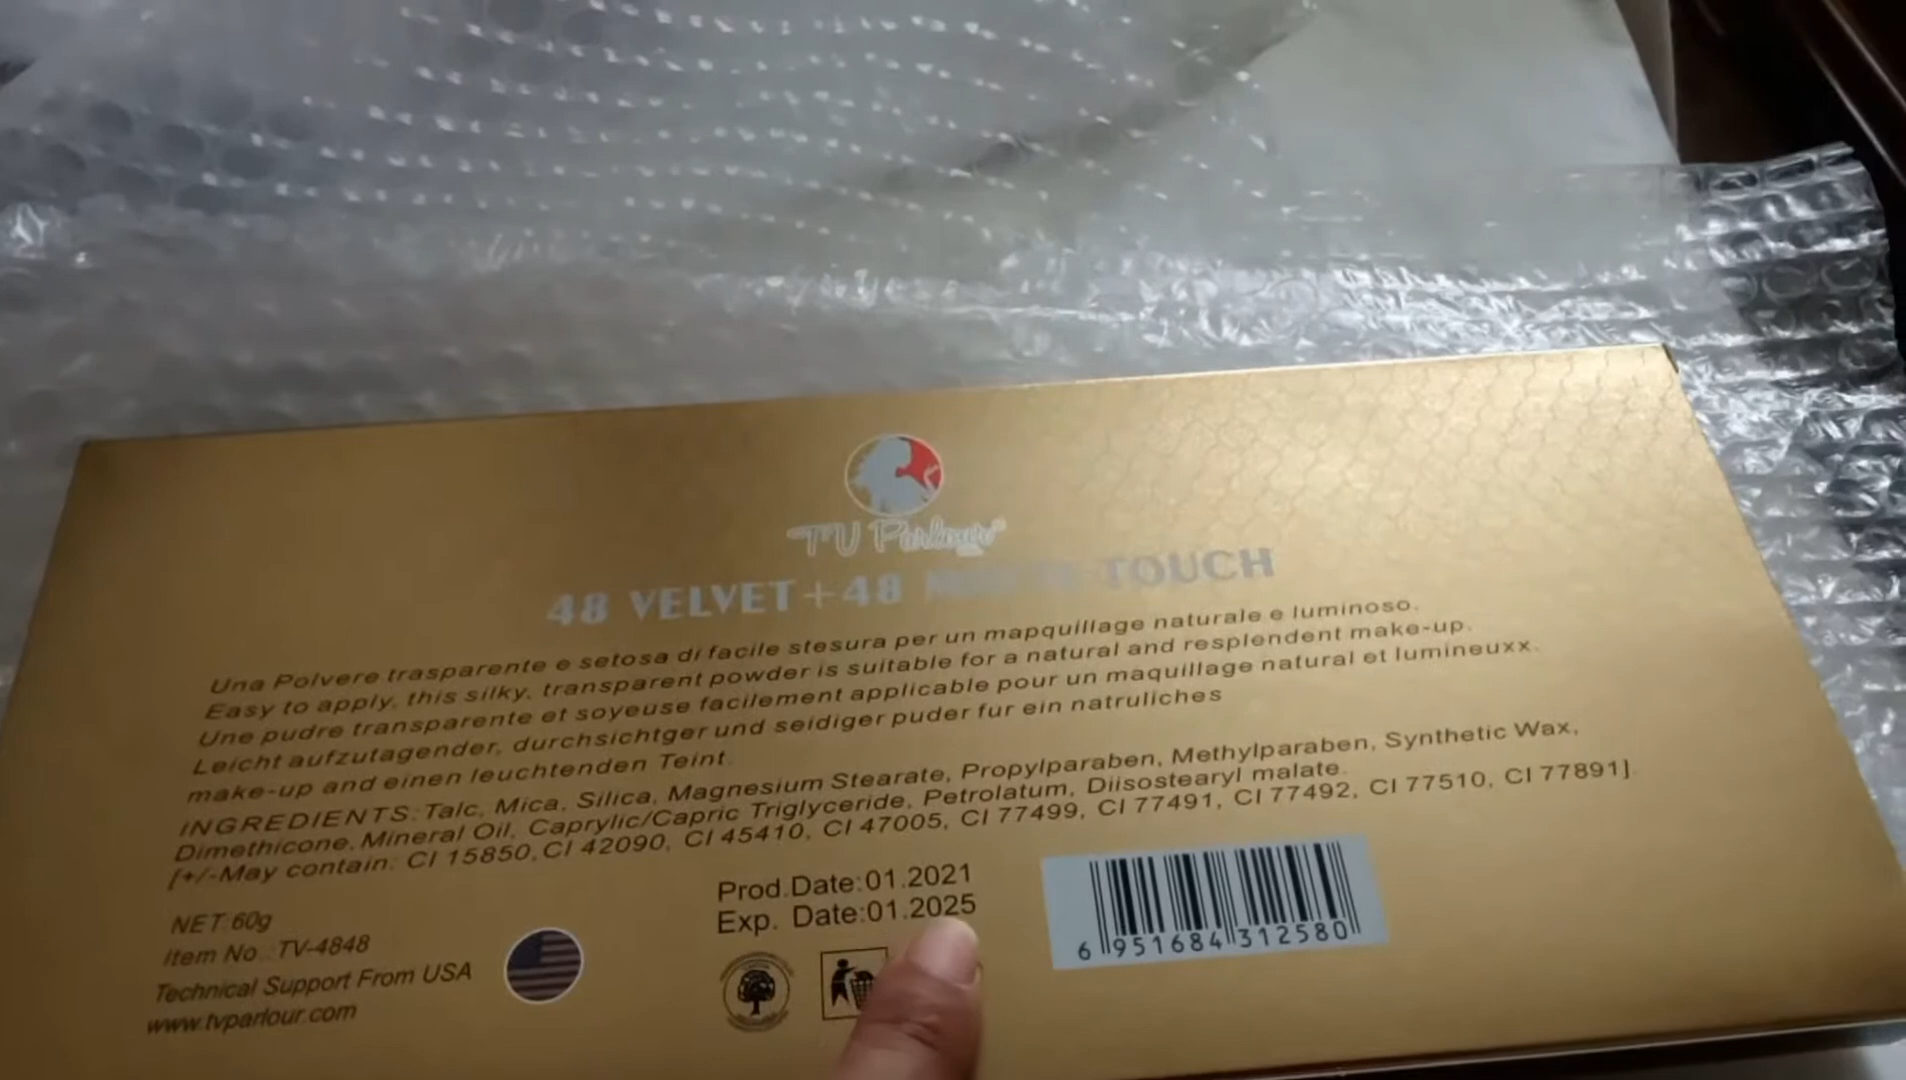 TV Parlour
48 VELVET+48 TOUCH
Una Polvere trasparente e setosa di facile stesura per un mapquillage naturale e luminoso.
Easy to apply, this silky, transparent powder is suitable for a natural and resplendent make-up.
Une pudre transparente et soyeuse facilement applicable pour un maquillage natural et lumineuxx.
Leicht aufzutagender, durchsichtger und seidiger puder fur ein natruliches
make-up and einen leuchtenden Teint.
INGREDIENTS: Talc, Mica, Silica, Magnesium Stearate, Propylparaben, Methylparaben, Synthetic Wax,
Dimethicone, Mineral Oil, Caprylic/Capric Triglyceride, Petrolatum, Diisostearyl malate.
[+/-May contain: CI 15850, CI 42090, CI 45410, CI 47005, CI 77499, CI 77491, CI 77492, CI 77510, CI 77891].
NET: 60g
Item No.: TV-4848
Technical Support From USA
www.tvparlour.com
Prod.Date:01.2021
Exp. Date:01.2025
6 951684 312580